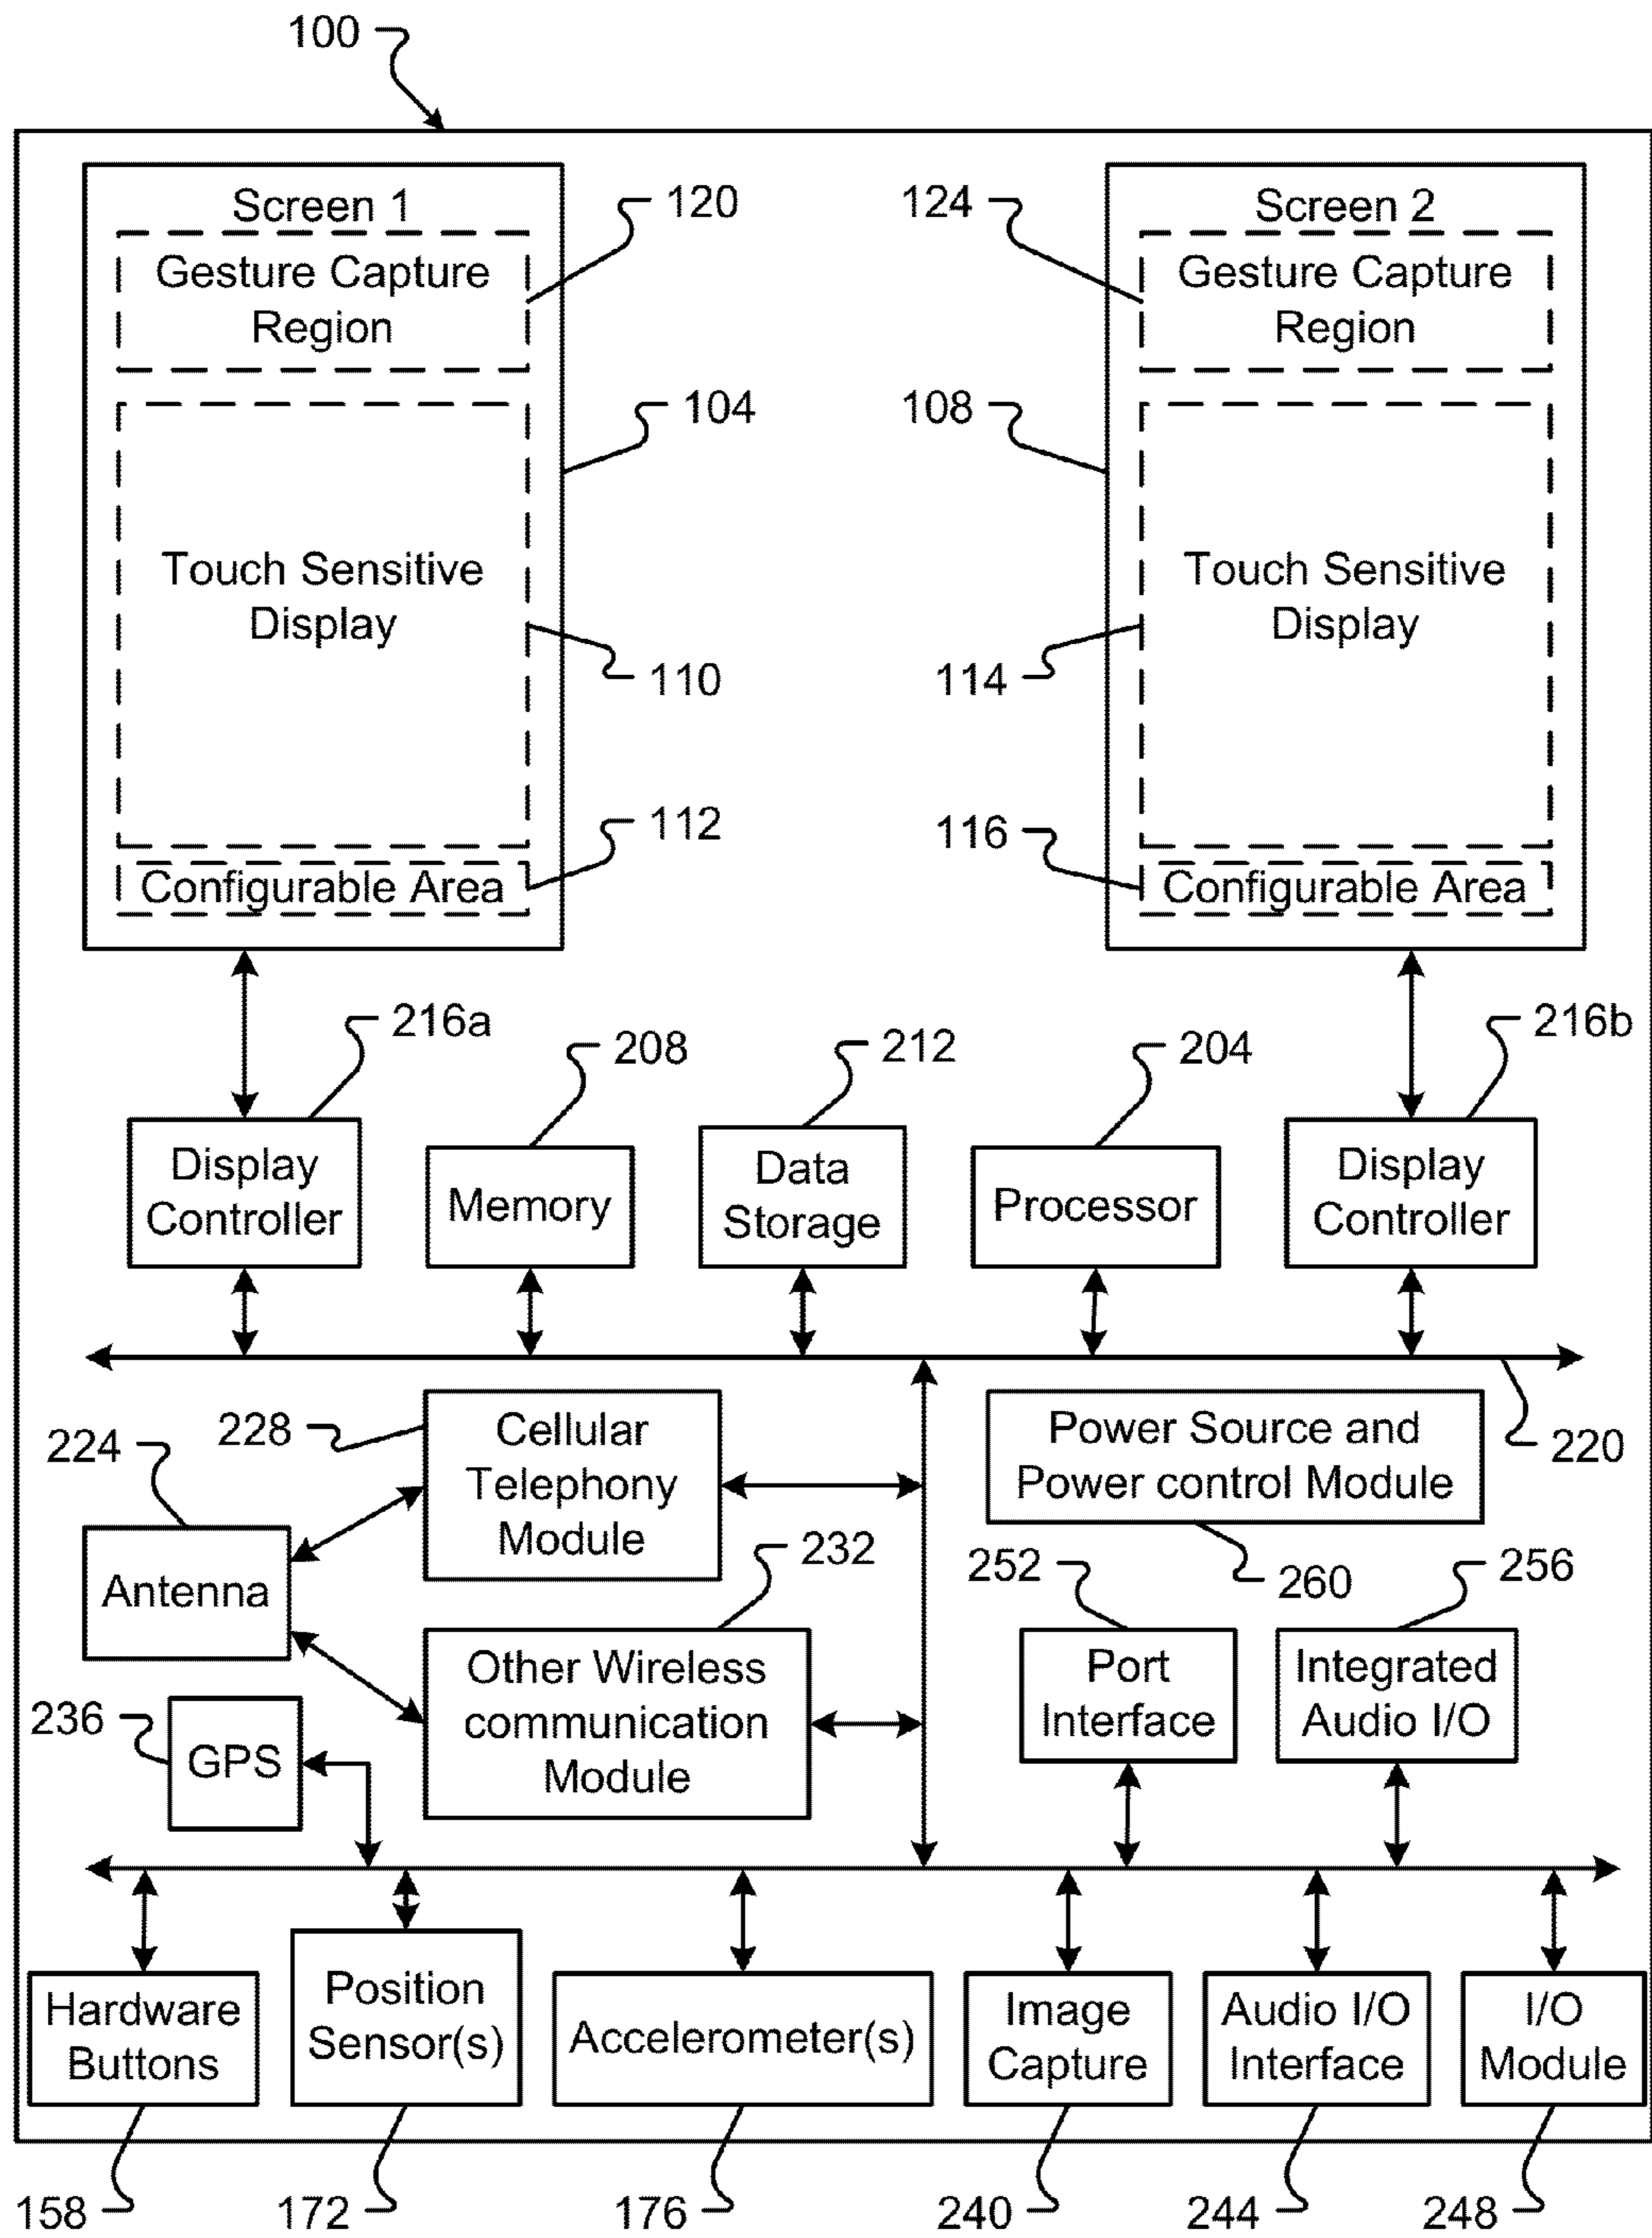 100
Screen 1
120
124
Screen 2
Gesture Capture
Region
Gesture Capture
Region
104
108
Touch Sensitive
Display
Touch Sensitive
Display
110
114
112
116
Configurable Area
Configurable Area
216a
208
212
204
216b
Display
Controller
Memory
Data
Storage
Processor
Display
Controller
228
Cellular
Telephony
Module
Power Source and
Power control Module
220
224
Antenna
232
252
260
256
Other Wireless
communication
Module
Port
Interface
Integrated
Audio I/O
236
GPS
Hardware
Buttons
Position
Sensor(s)
Accelerometer(s)
Image
Capture
Audio I/O
Interface
I/O
Module
158
172
176
240
244
248